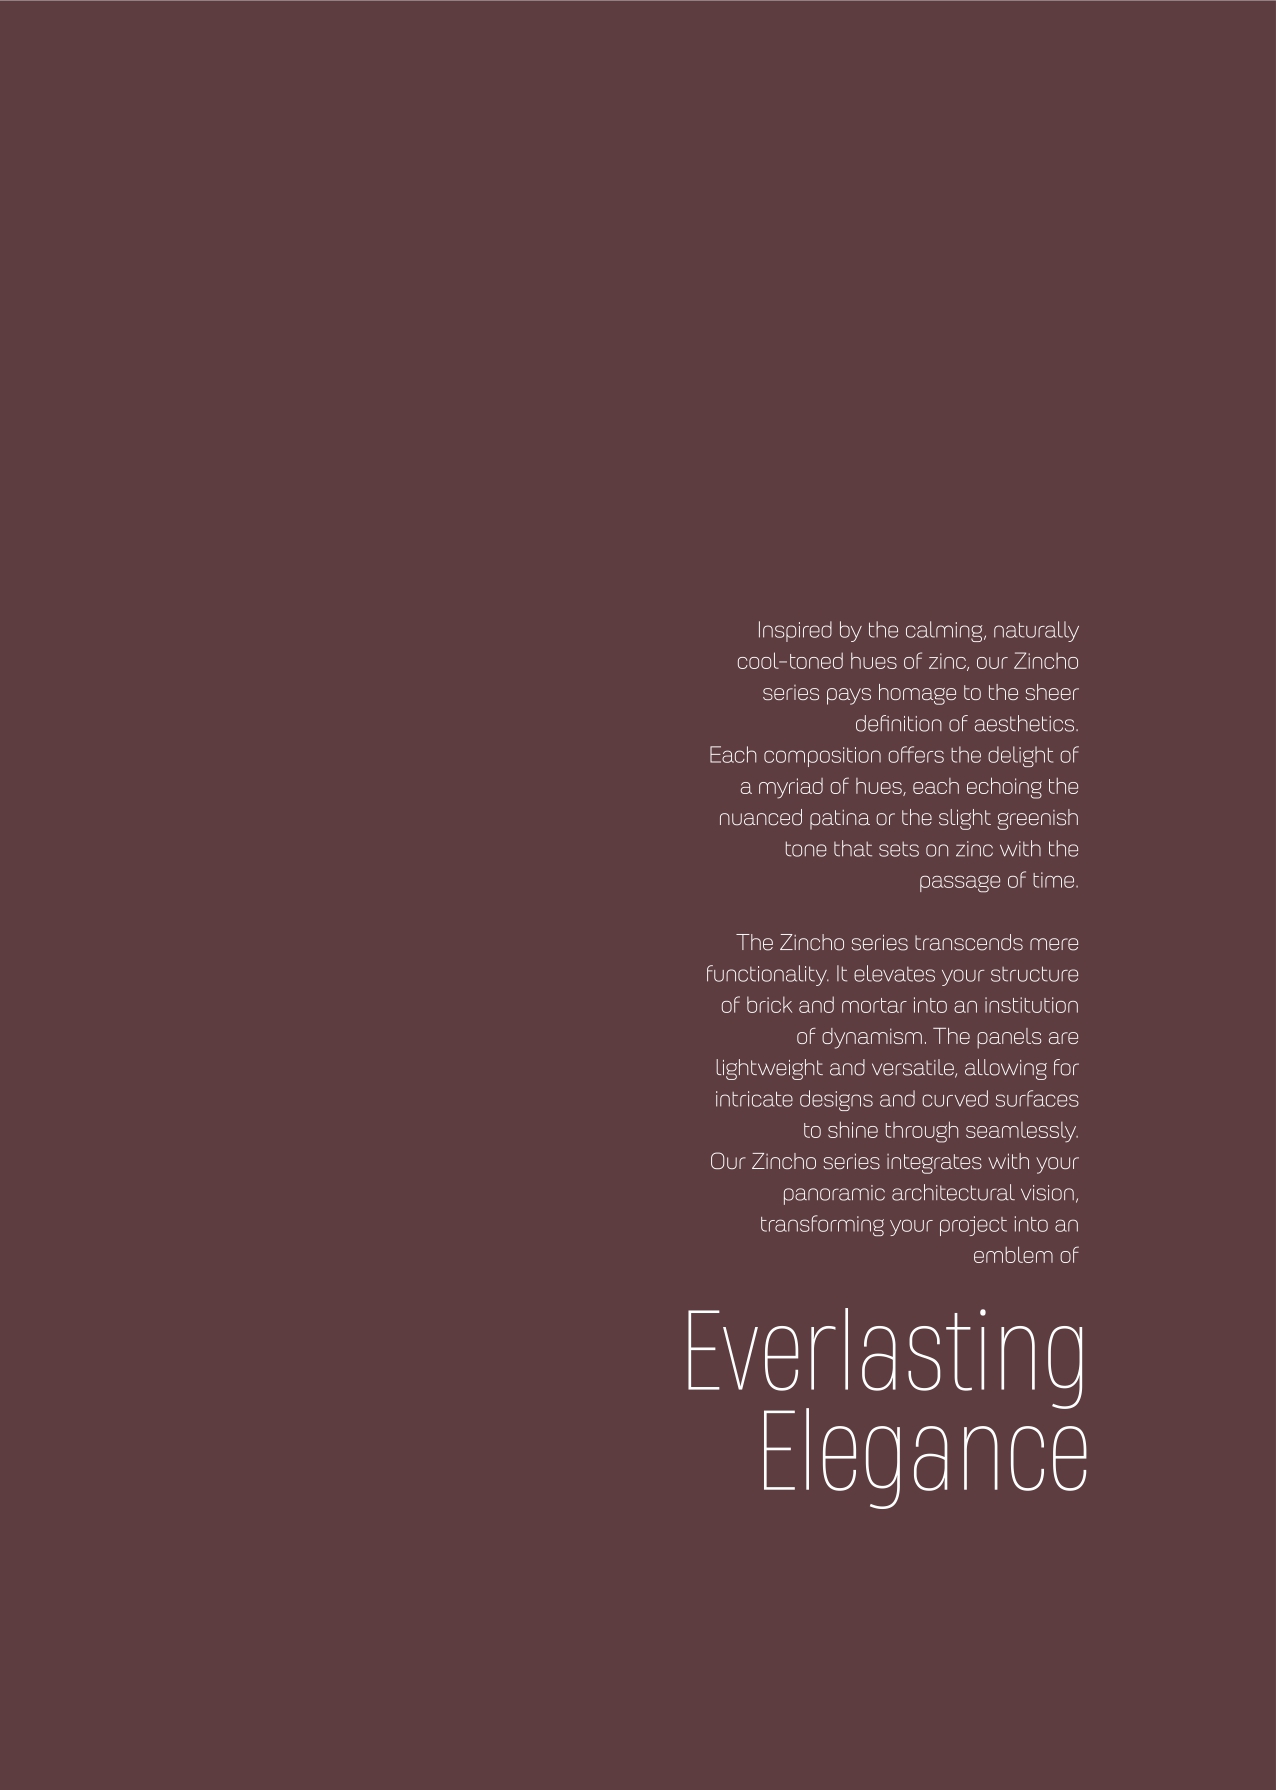 Inspired by the calming, naturally
cool-toned hues of zinc, our Zincho
series pays homage to the sheer
definition of aesthetics.
Each composition offers the delight of
a myriad of hues, each echoing the
nuanced patina or the slight greenish
tone that sets on zinc with the
passage of time.
The Zincho series transcends mere
functionality. It elevates your structure
of brick and mortar into an institution
of dynamism. The panels are
lightweight and versatile, allowing for
intricate designs and curved surfaces
to shine through seamlessly.
Our Zincho series integrates with your
panoramic architectural vision,
transforming your project into an
emblem of
Everlasting
Elegance